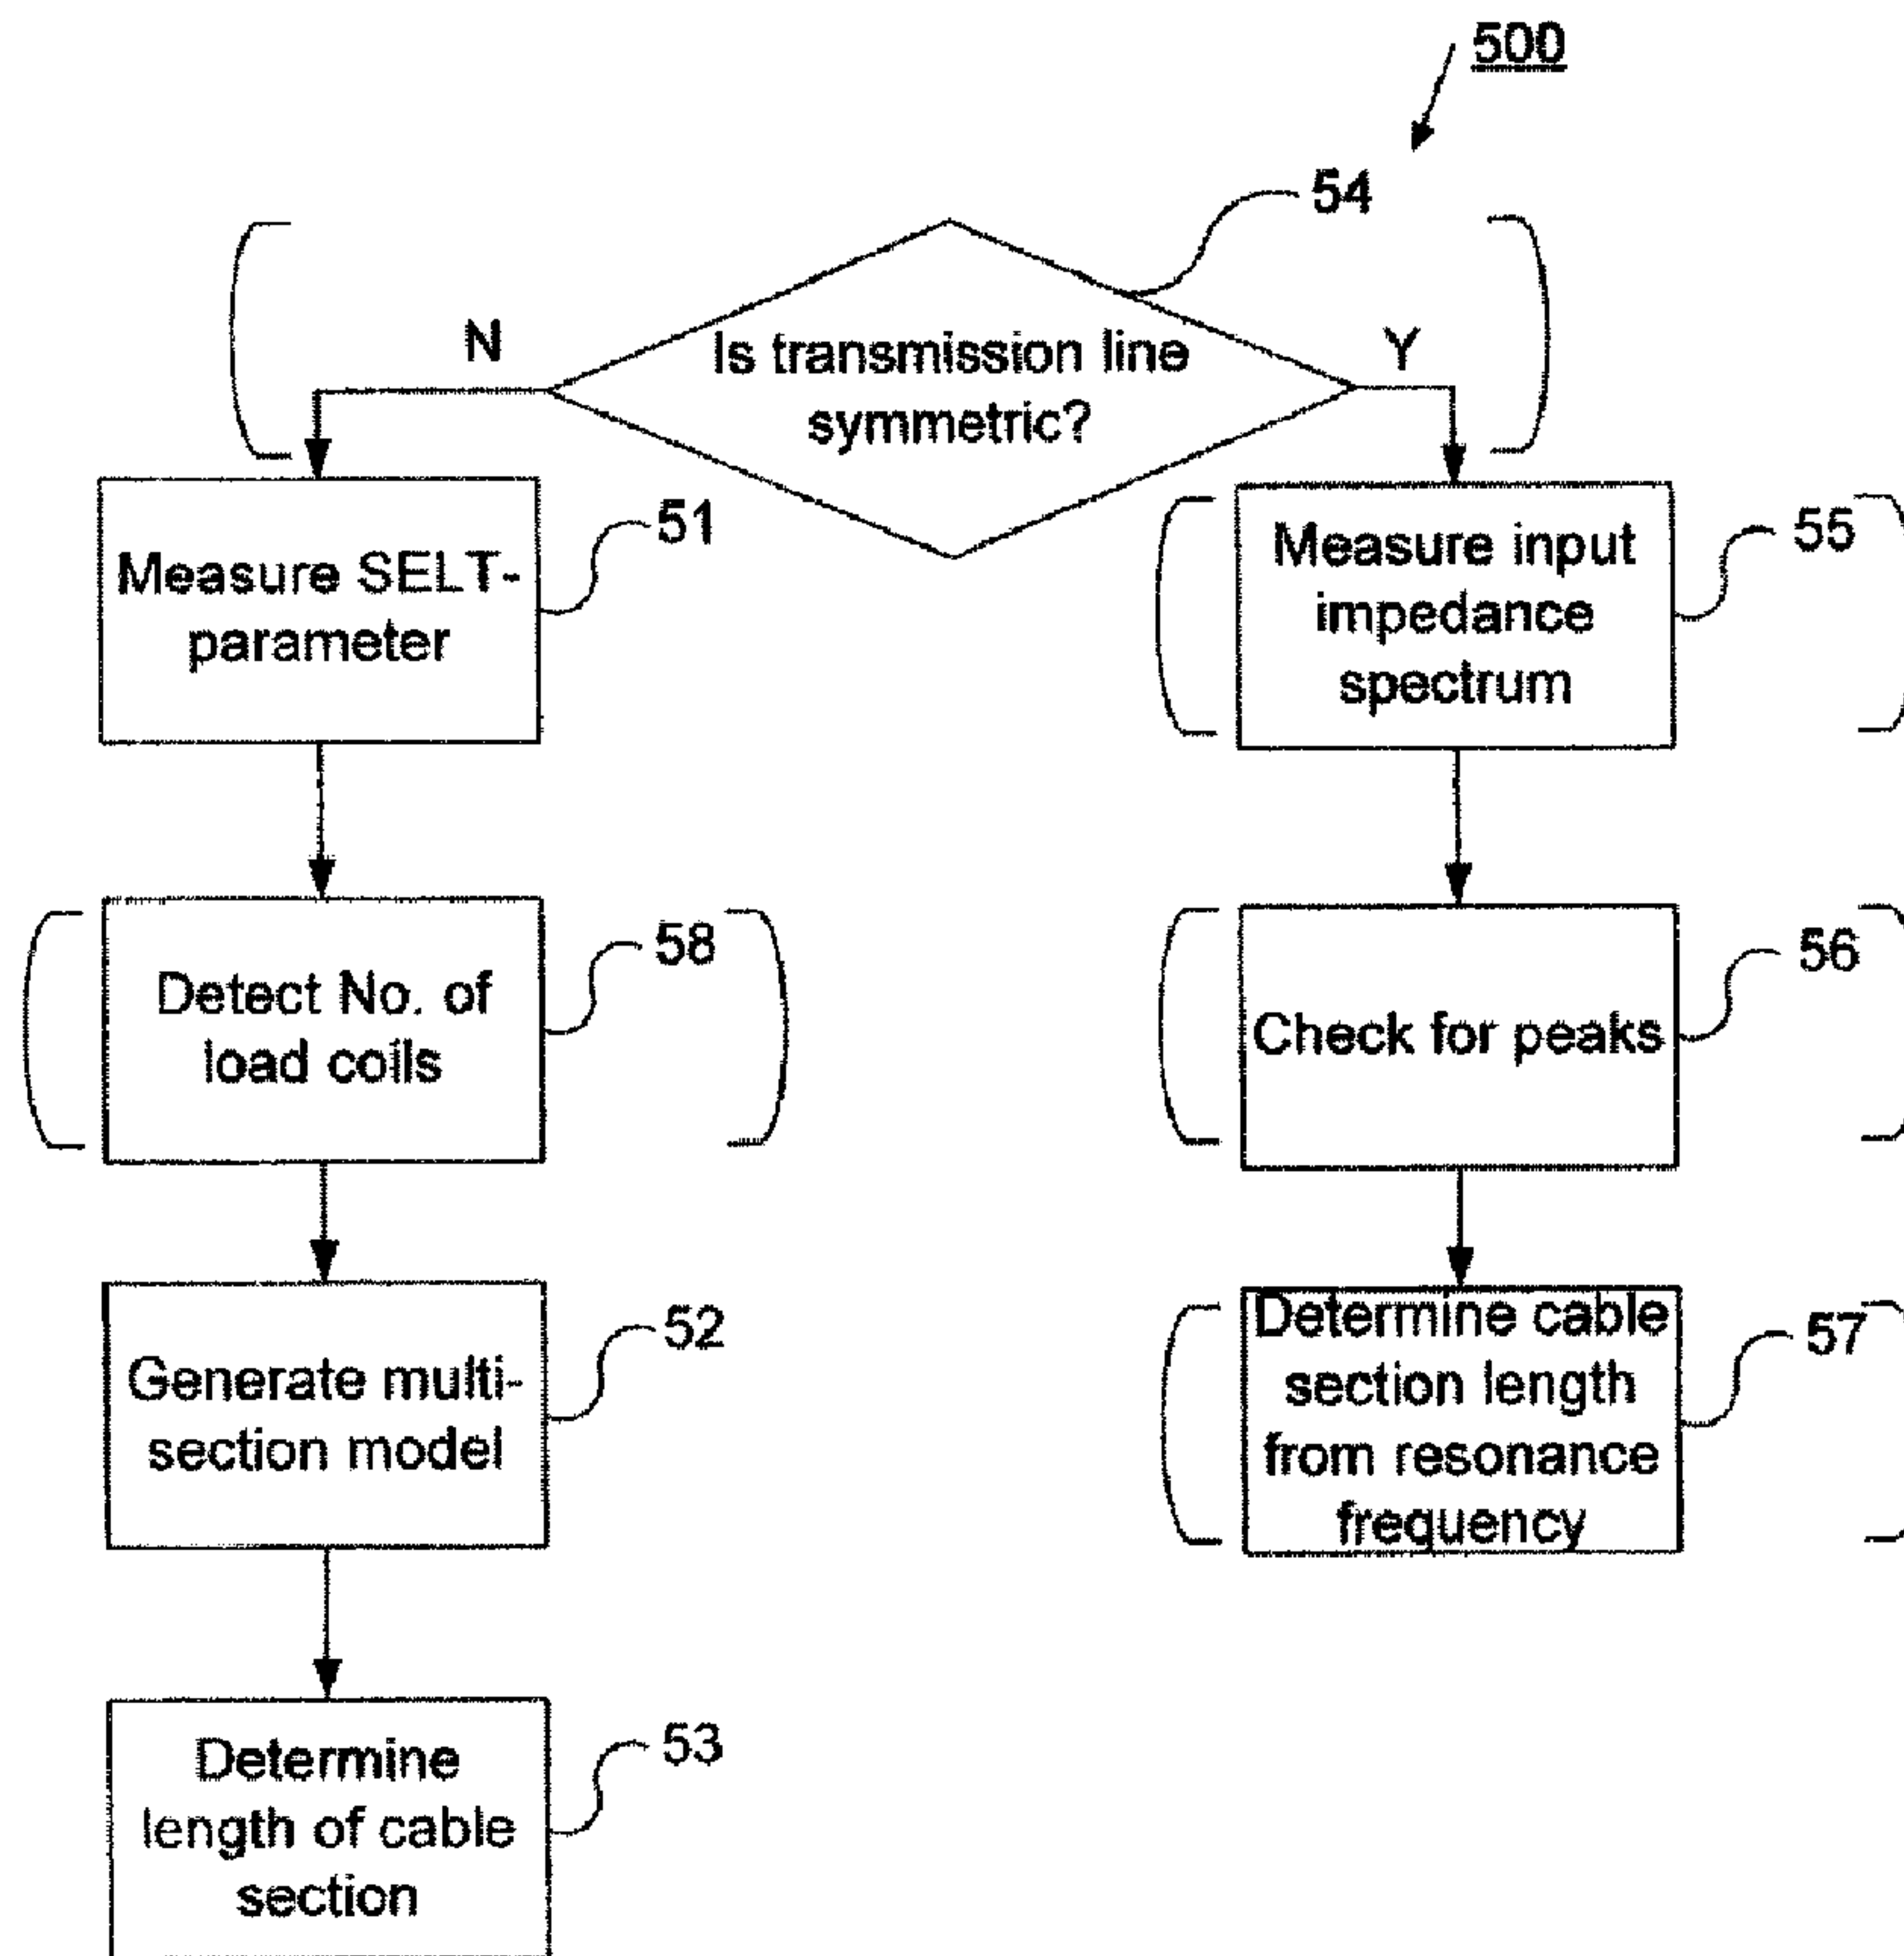 500
54
N
Is transmission line
symmetric?
Y
Measure SELT-
parameter
51
Measure input
impedance
spectrum
55
Detect No. of
load coils
58
Check for peaks
56
Generate multi-
section model
52
Determine cable
section length
from resonance
frequency
57
Determine
length of cable
section
53